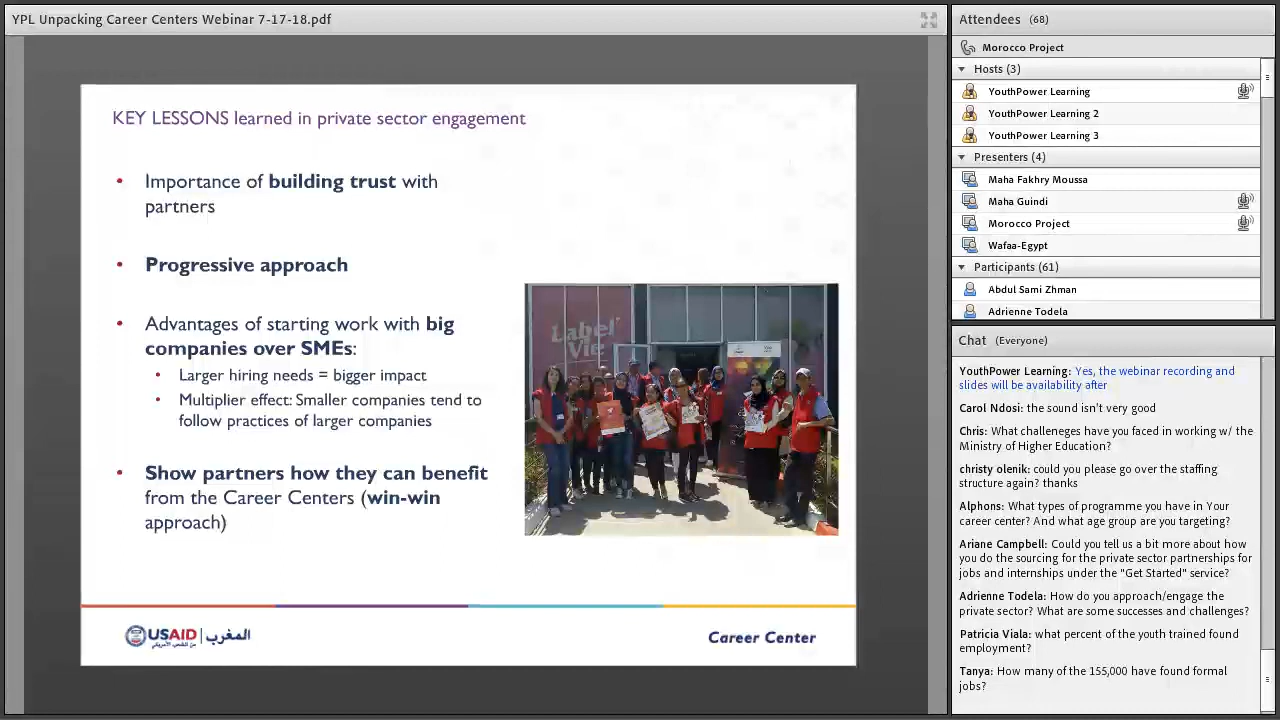 YPL Unpacking Career Centers Webinar 7-17-18.pdf
KEY LESSONS learned in private sector engagement
• Importance of building trust with
partners
• Progressive approach
• Advantages of starting work with big
companies over SMEs:
• Larger hiring needs = bigger impact
• Multiplier effect: Smaller companies tend to
follow practices of larger companies
• Show partners how they can benefit
from the Career Centers (win-win
approach)
Label'
Vie
USAID | المغرب
من الشعب الأمريكي
Career Center
Attendees (68)
Morocco Project
Hosts (3)
YouthPower Learning
YouthPower Learning 2
YouthPower Learning 3
Presenters (4)
Maha Fakhry Moussa
Maha Guindi
Morocco Project
Wafaa-Egypt
Participants (61)
Abdul Sami Zhman
Adrienne Todela
Chat (Everyone)
YouthPower Learning: Yes, the webinar recording and
slides will be availability after
Carol Ndosi: the sound isn't very good
Chris: What challeneges have you faced in working w/ the
Ministry of Higher Education?
christy olenik: could you please go over the staffing
structure again? thanks
Alphons: What types of programme you have in Your
career center? And what age group are you targeting?
Ariane Campbell: Could you tell us a bit more about how
you do the sourcing for the private sector partnerships for
jobs and internships under the "Get Started" service?
Adrienne Todela: How do you approach/engage the
private sector? What are some successes and challenges?
Patricia Viala: what percent of the youth trained found
employment?
Tanya: How many of the 155,000 have found formal
jobs?